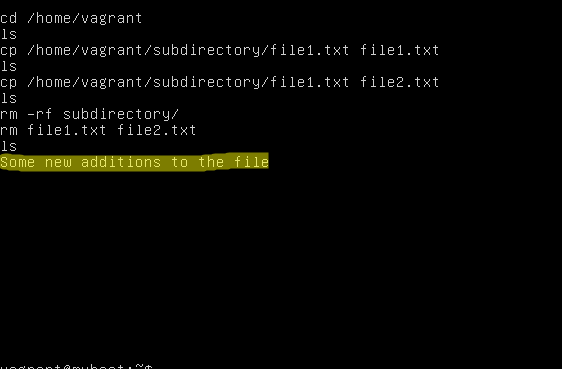 cd /home/vagrant
ls
cp /home/vagrant/subdirectory/file1.txt file1.txt
ls
cp /home/vagrant/subdirectory/file1.txt file2.txt
ls
rm -rf subdirectory/
rm file1.txt file2.txt
ls
Some new additions to the file
vagrant@myhost:~$